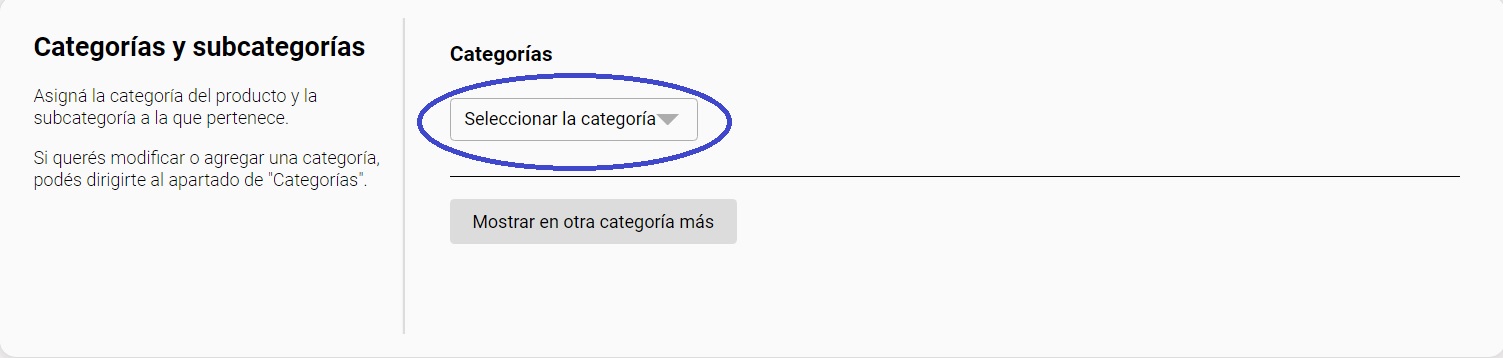 Categorías y subcategorías
Asigná la categoría del producto y la
subcategoría a la que pertenece.
Si querés modificar o agregar una categoría,
podés dirigirte al apartado de "Categorías".
Categorías
Seleccionar la categoría
Mostrar en otra categoría más